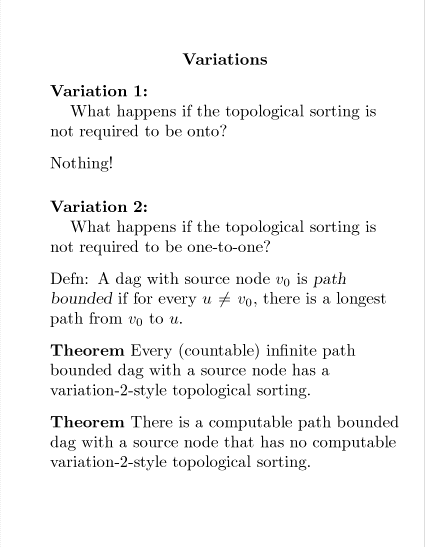 Variations
Variation 1:
What happens if the topological sorting is
not required to be onto?
Nothing!
Variation 2:
What happens if the topological sorting is
not required to be one-to-one?
Defn: A dag with source node v₀ is path
bounded if for every u ≠ v₀, there is a longest
path from v₀ to u.
Theorem Every (countable) infinite path
bounded dag with a source node has a
variation-2-style topological sorting.
Theorem There is a computable path bounded
dag with a source node that has no computable
variation-2-style topological sorting.